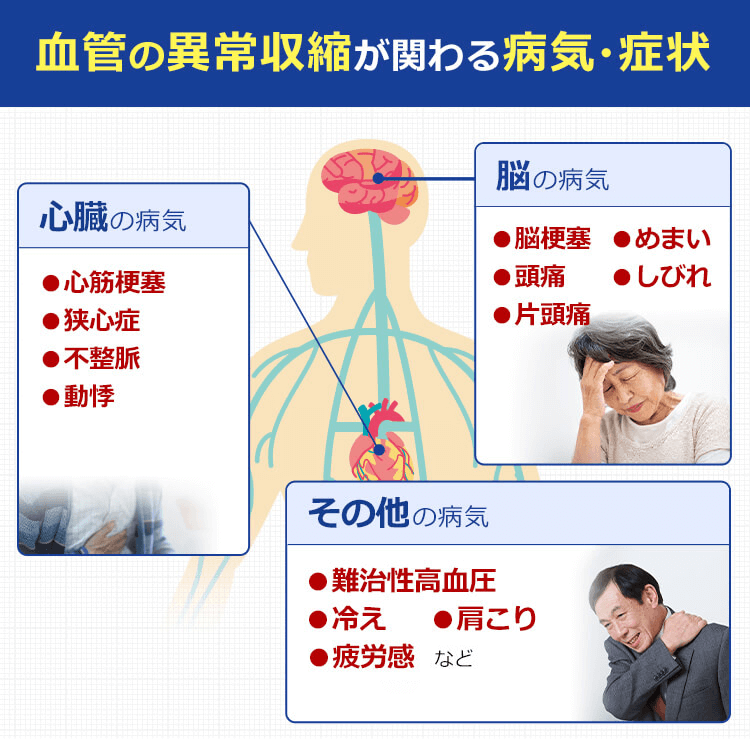 血管の異常収縮が関わる病気・症状
心臓の病気
●心筋梗塞
●狭心症
●不整脈
●動悸
脳の病気
●脳梗塞 ●めまい
●頭痛 ●しびれ
●片頭痛
その他の病気
●難治性高血圧
●冷え ●肩こり
●疲労感 など